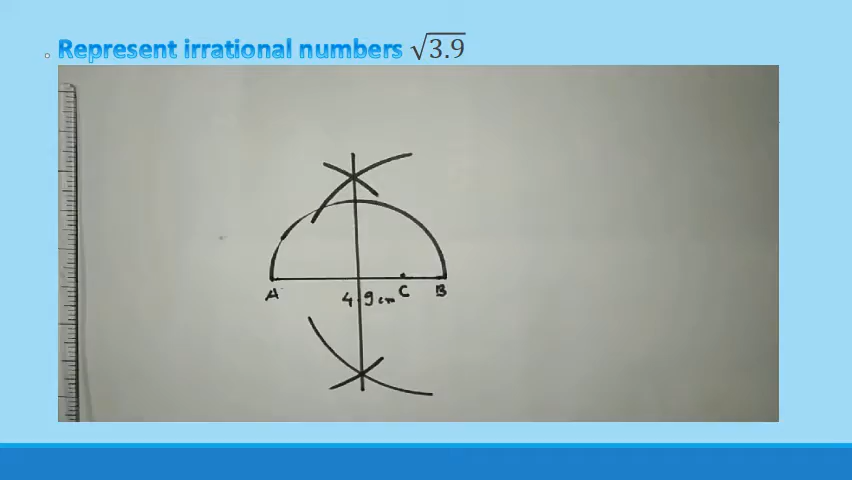 Represent irrational numbers √3.9
A 4.9 cm C B